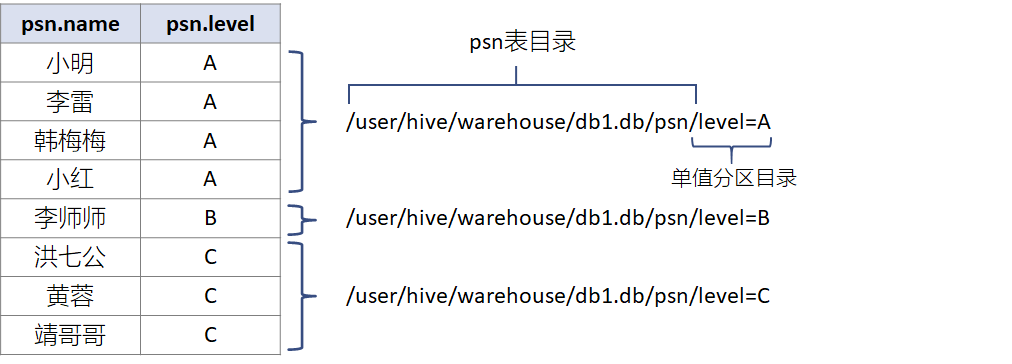 psn.name psn.level
小明 A
李雷 A
韩梅梅 A
小红 A
李师师 B
洪七公 C
黄蓉 C
靖哥哥 C
psn表目录
/user/hive/warehouse/db1.db/psn/level=A
单值分区目录
/user/hive/warehouse/db1.db/psn/level=B
/user/hive/warehouse/db1.db/psn/level=C